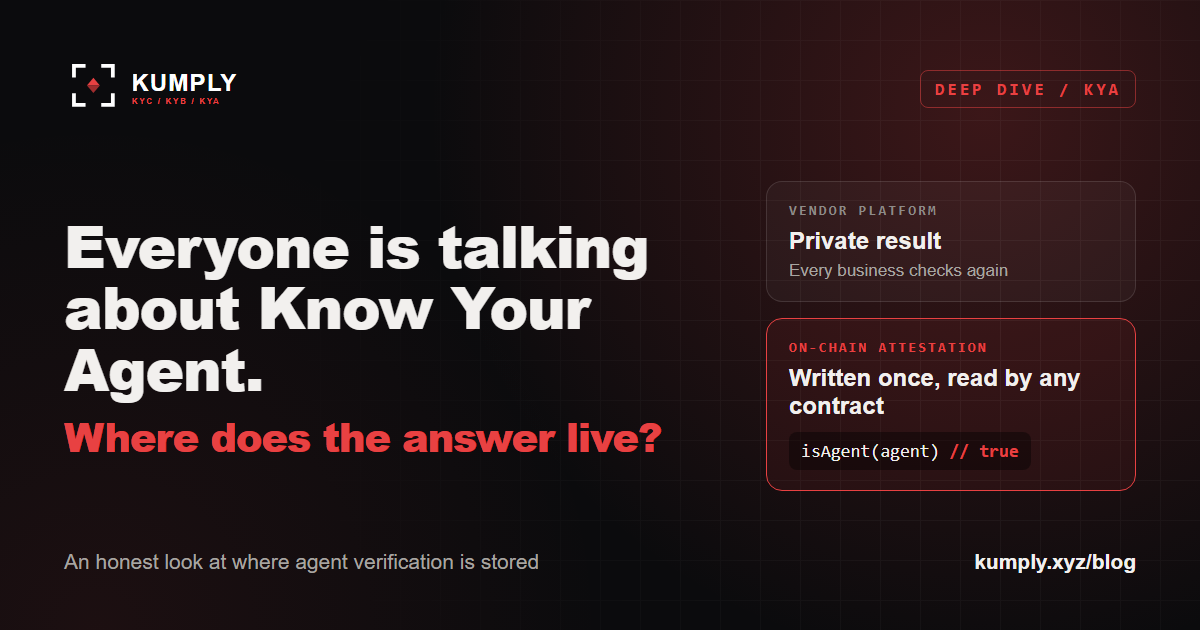 KUMPLY
KYC / KYB / KYA
DEEP DIVE / KYA
Everyone is talking
about Know Your
Agent.
Where does the answer live?
VENDOR PLATFORM
Private result
Every business checks again
ON-CHAIN ATTESTATION
Written once, read by any
contract
isAgent(agent) // true
An honest look at where agent verification is stored
kumply.xyz/blog